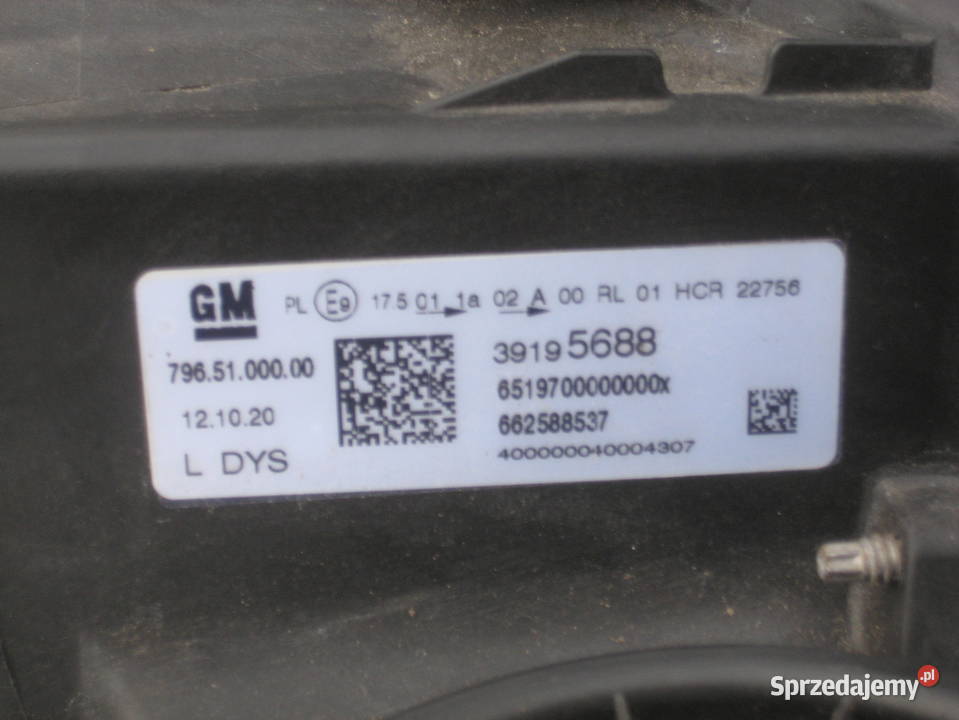 GM PL E9 17.5 01 1a 02 A 00 RL 01 HCR 22756
796.51.000.00
39195688
6519700000000x
12.10.20
662588537
L DYS
400000040004307
Sprzedajemy.pl